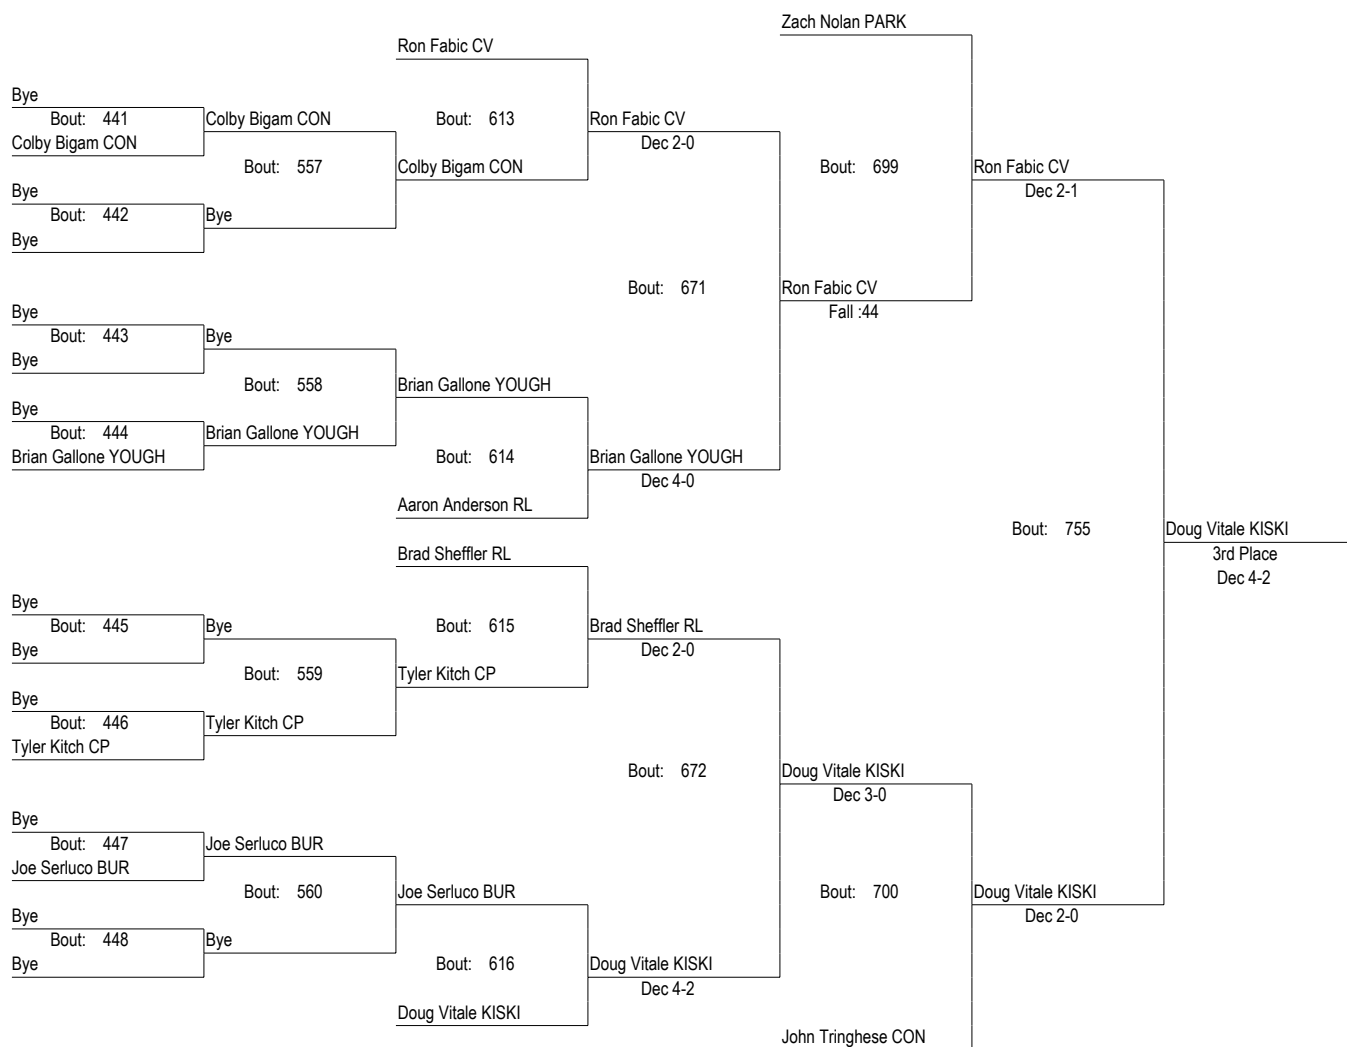 Zach Nolan PARK
Ron Fabic CV
Bye
Bout: 441
Colby Bigam CON
Bout: 613
Ron Fabic CV
Colby Bigam CON
Dec 2-0
Bout: 557
Colby Bigam CON
Bout: 699
Ron Fabic CV
Bye
Dec 2-1
Bout: 442
Bye
Bye
Bout: 671
Ron Fabic CV
Bye
Fall :44
Bout: 443
Bye
Bye
Bout: 558
Brian Gallone YOUGH
Bye
Bout: 444
Brian Gallone YOUGH
Brian Gallone YOUGH
Bout: 614
Brian Gallone YOUGH
Dec 4-0
Aaron Anderson RL
Bout: 755
Doug Vitale KISKI
Brad Sheffler RL
3rd Place
Dec 4-2
Bye
Bout: 445
Bye
Bout: 615
Brad Sheffler RL
Bye
Dec 2-0
Bout: 559
Tyler Kitch CP
Bye
Bout: 446
Tyler Kitch CP
Tyler Kitch CP
Bout: 672
Doug Vitale KISKI
Dec 3-0
Bye
Bout: 447
Joe Serluco BUR
Joe Serluco BUR
Bout: 560
Joe Serluco BUR
Bout: 700
Doug Vitale KISKI
Bye
Dec 2-0
Bout: 448
Bye
Bye
Bout: 616
Doug Vitale KISKI
Dec 4-2
Doug Vitale KISKI
John Tringhese CON